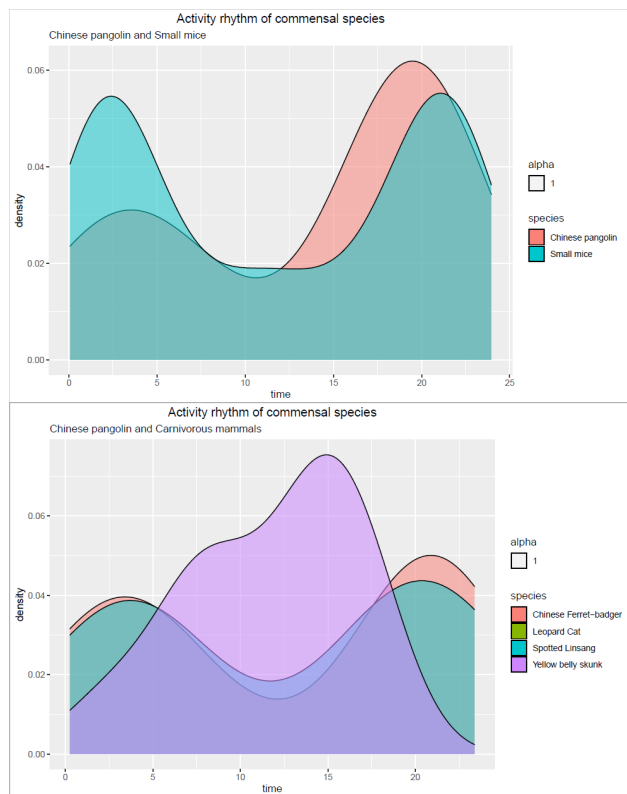 Activity rhythm of commensal species
Chinese pangolin and Small mice
0.06
0.04
0.02
0.00
density
0
5
10
15
20
25
time
alpha
1
species
Chinese pangolin
Small mice
Activity rhythm of commensal species
Chinese pangolin and Carnivorous mammals
0.06
0.04
0.02
0.00
density
0
5
10
15
20
time
alpha
1
species
Chinese Ferret−badger
Leopard Cat
Spotted Linsang
Yellow belly skunk